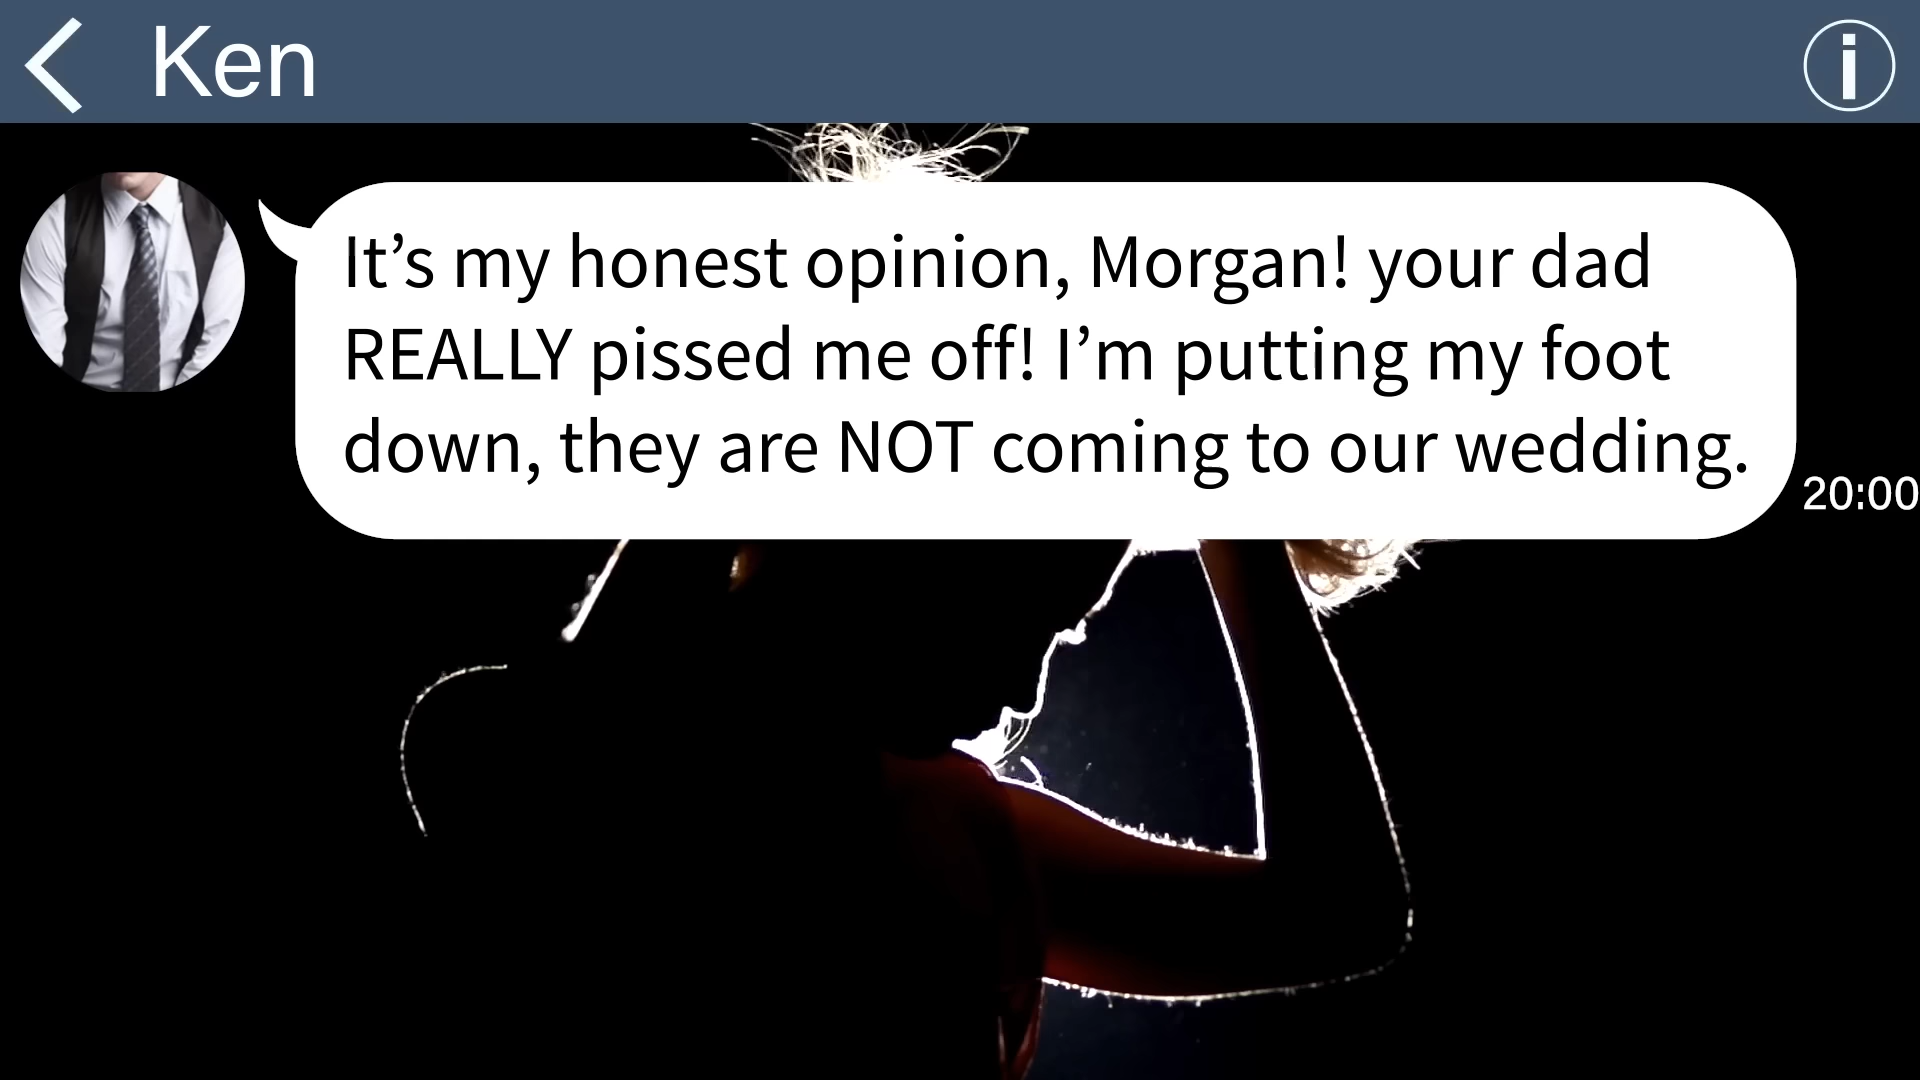 Ken
It’s my honest opinion, Morgan! your dad
REALLY pissed me off! I’m putting my foot
down, they are NOT coming to our wedding.
20:00